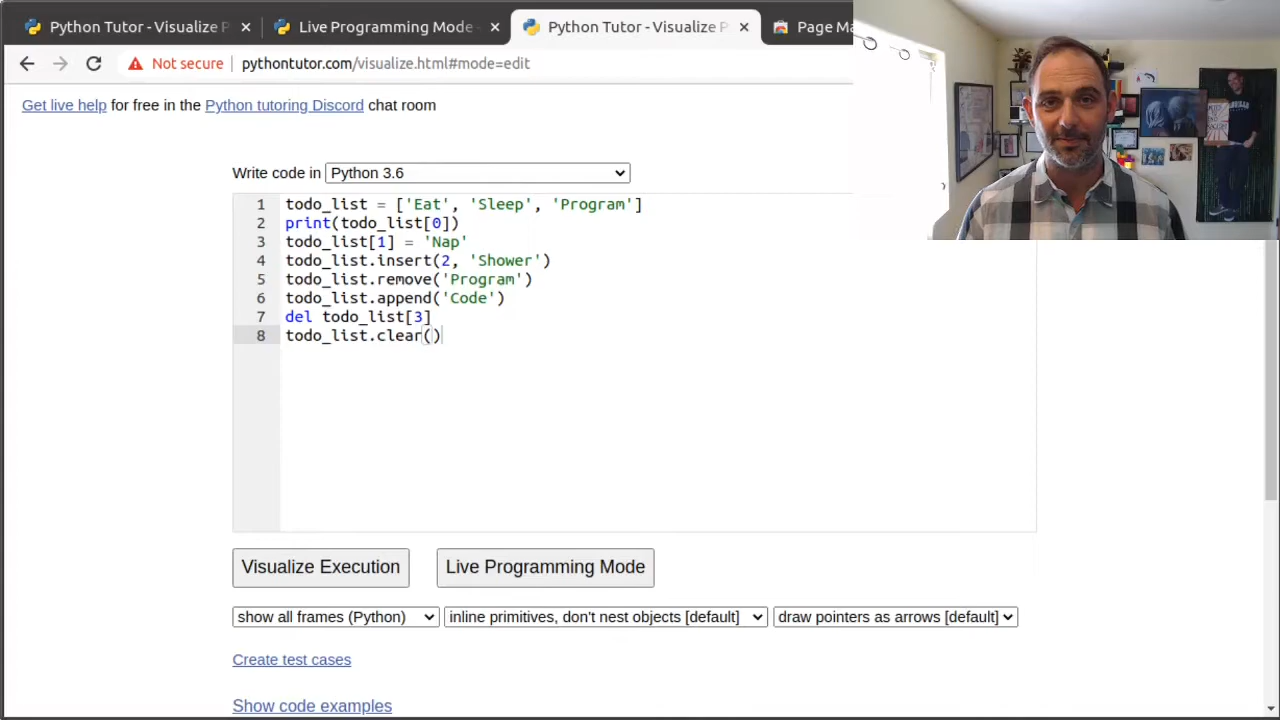 Python Tutor - Visualize P
Live Programming Mode -
Python Tutor - Visualize P
Page Ma
Not secure
pythontutor.com/visualize.html#mode=edit
Get live help for free in the Python tutoring Discord chat room
Write code in Python 3.6
1 todo_list = ['Eat', 'Sleep', 'Program']
2 print(todo_list[0])
3 todo_list[1] = 'Nap'
4 todo_list.insert(2, 'Shower')
5 todo_list.remove('Program')
6 todo_list.append('Code')
7 del todo_list[3]
8 todo_list.clear()
Visualize Execution
Live Programming Mode
show all frames (Python)
inline primitives, don't nest objects [default]
draw pointers as arrows [default]
Create test cases
Show code examples